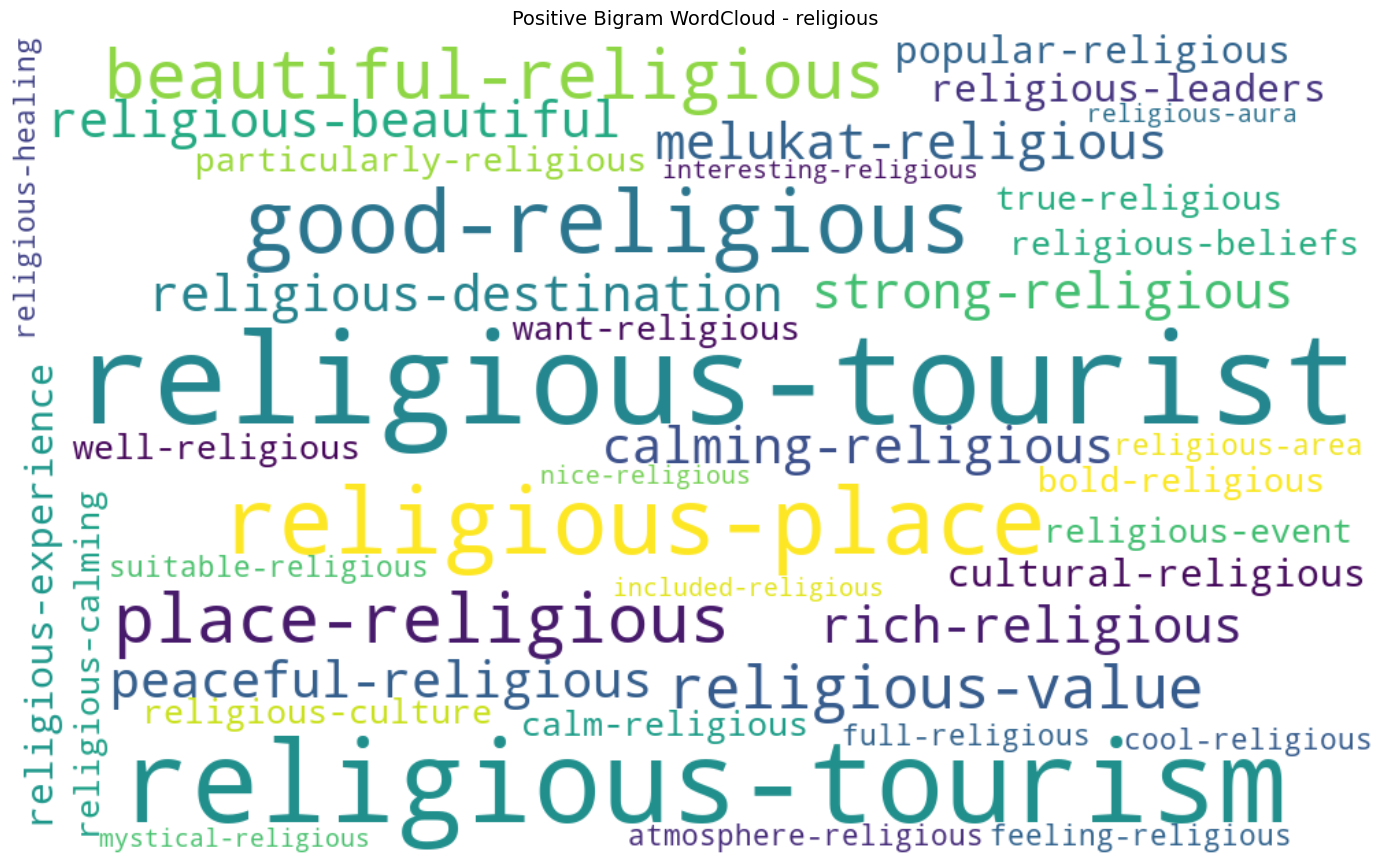 Positive Bigram WordCloud - religious
religious-healing
beautiful-religious
popular-religious
religious-leaders
religious-beautiful
religious-aura
melukat-religious
particularly-religious
interesting-religious
good-religious
true-religious
religious-beliefs
religious-destination
strong-religious
want-religious
religious-tourist
well-religious
calming-religious
religious-area
nice-religious
bold-religious
religious-place
religious-event
religious-experience
religious-calming
suitable-religious
included-religious
cultural-religious
place-religious
rich-religious
peaceful-religious
religious-value
religious-culture
calm-religious
full-religious
cool-religious
religious-tourism
mystical-religious
atmosphere-religious
feeling-religious